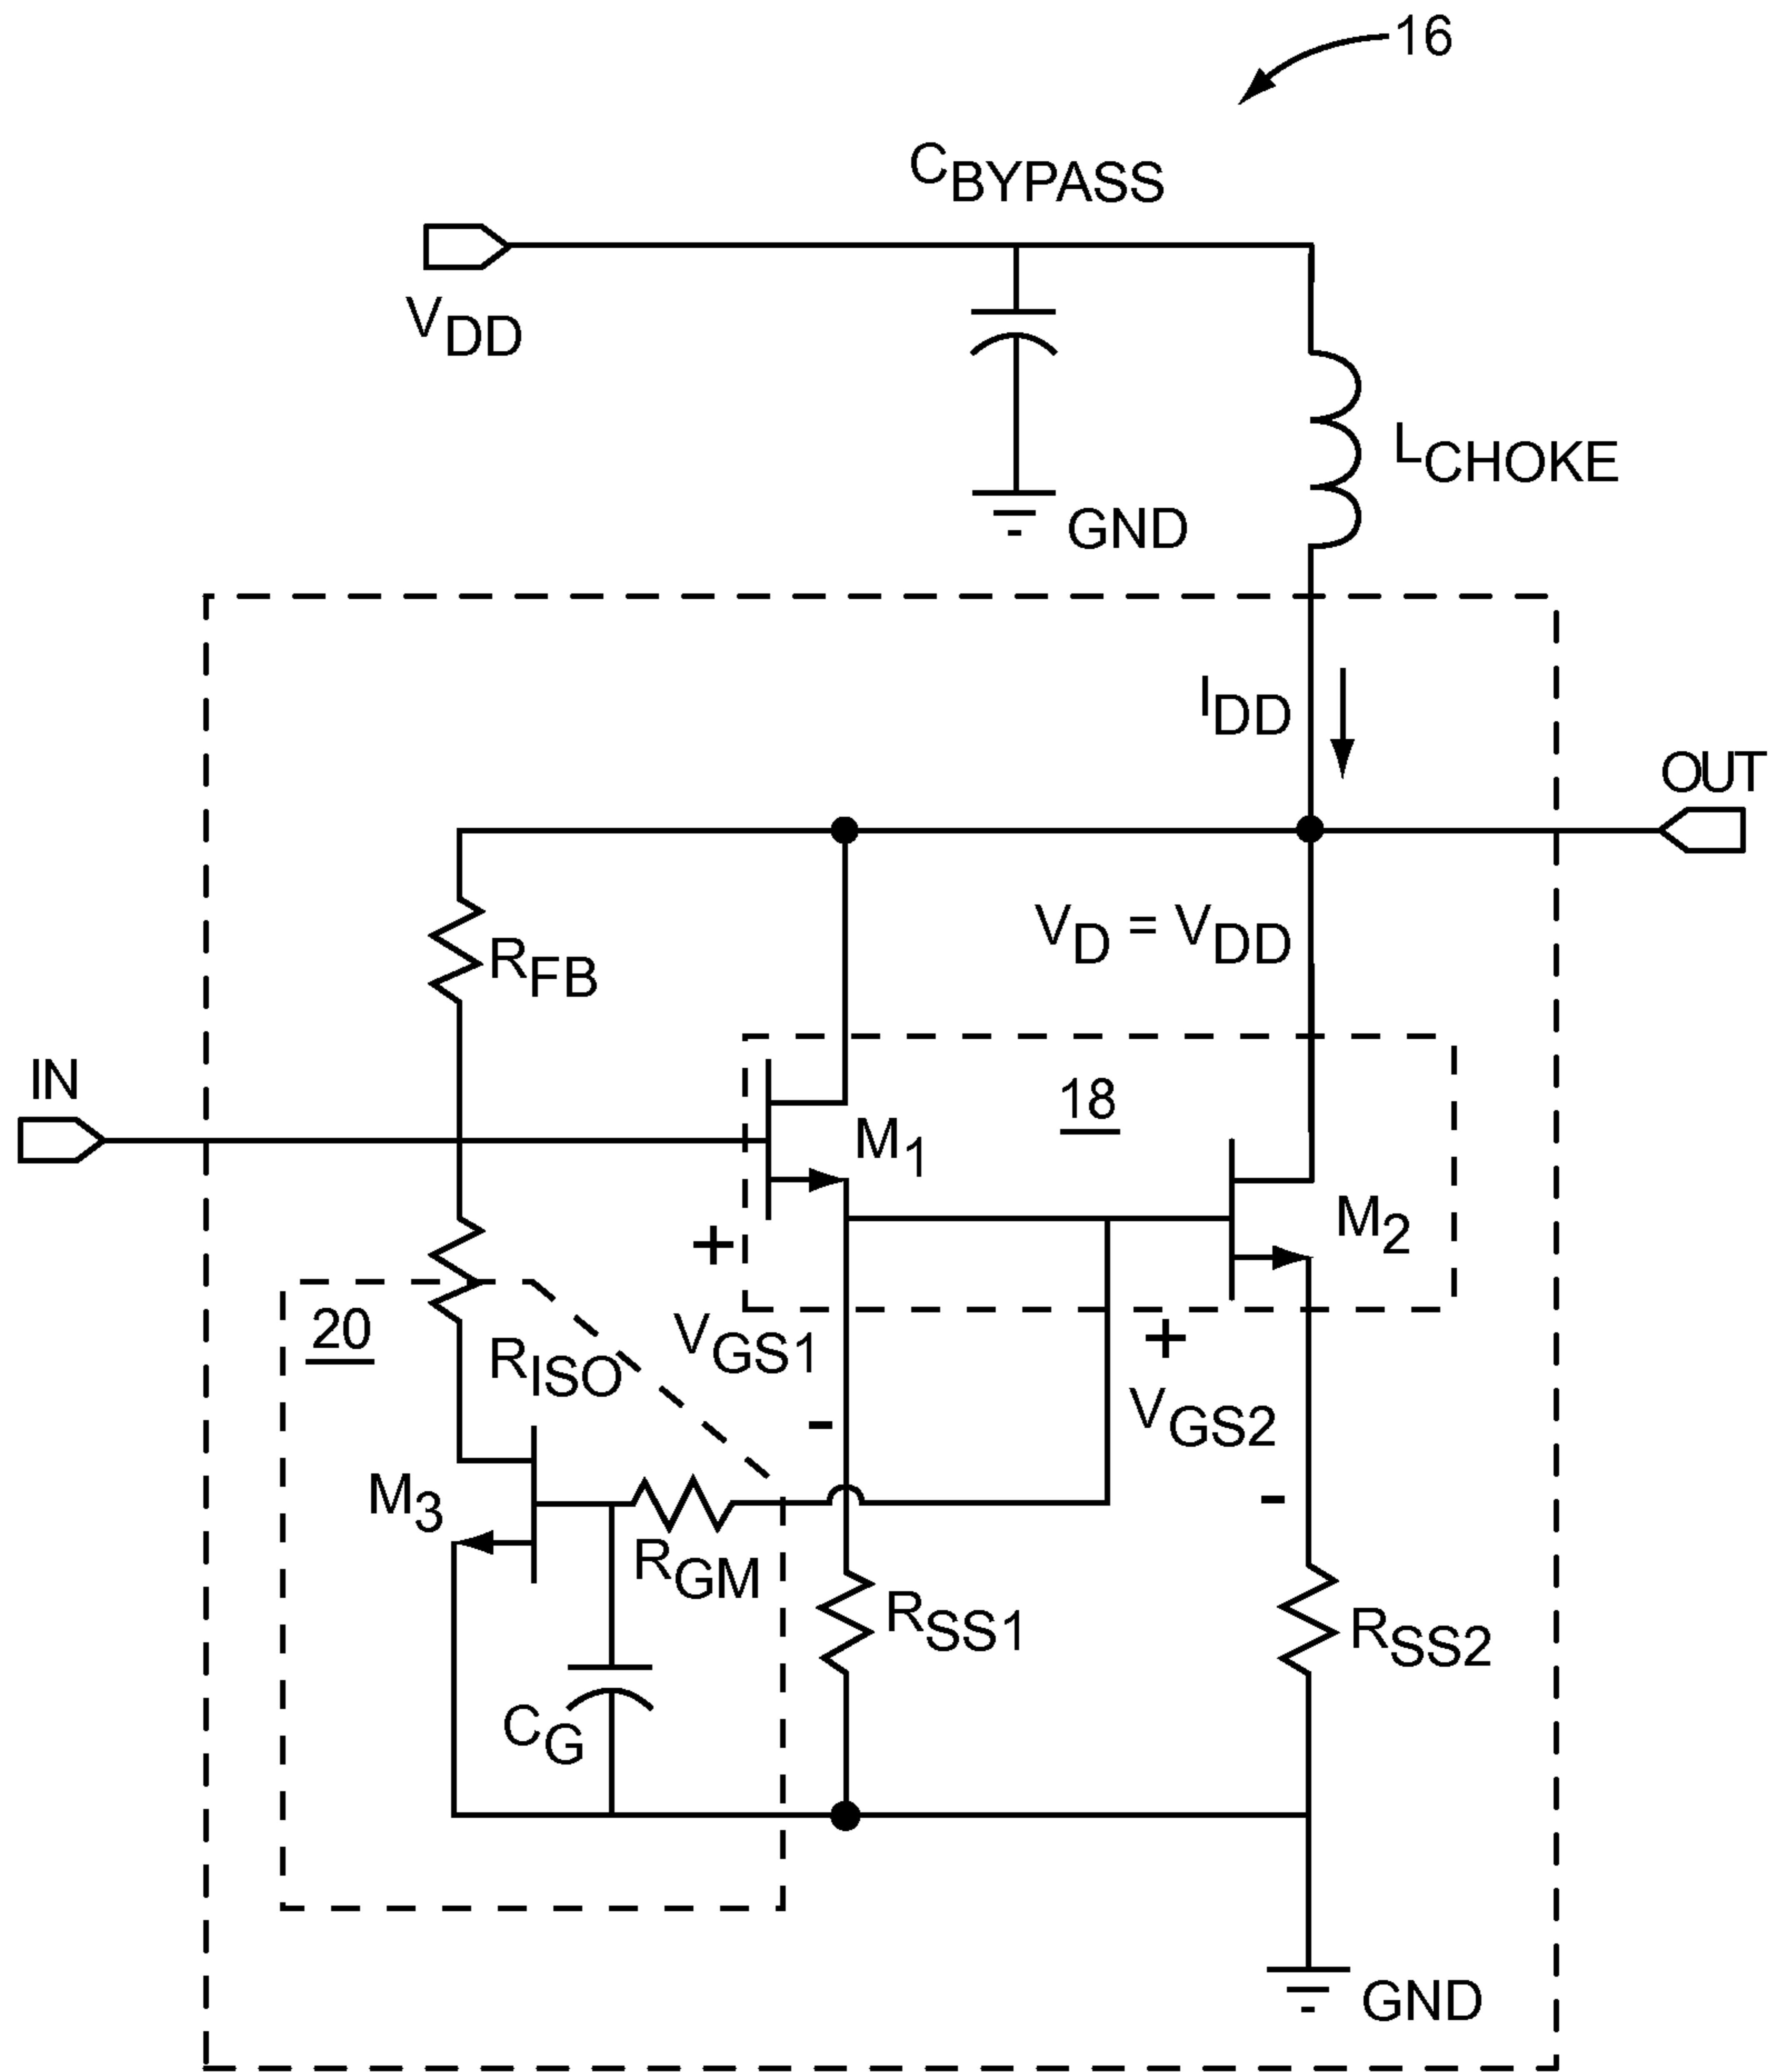 16
CBYPASS
VDD
LCHOKE
GND
IDD
OUT
VD = VDD
RFB
IN
18
M1
M2
+
20
VGS1
+
RISO
-
VGS2
M3
-
RGM
RSS1
RSS2
CG
GND